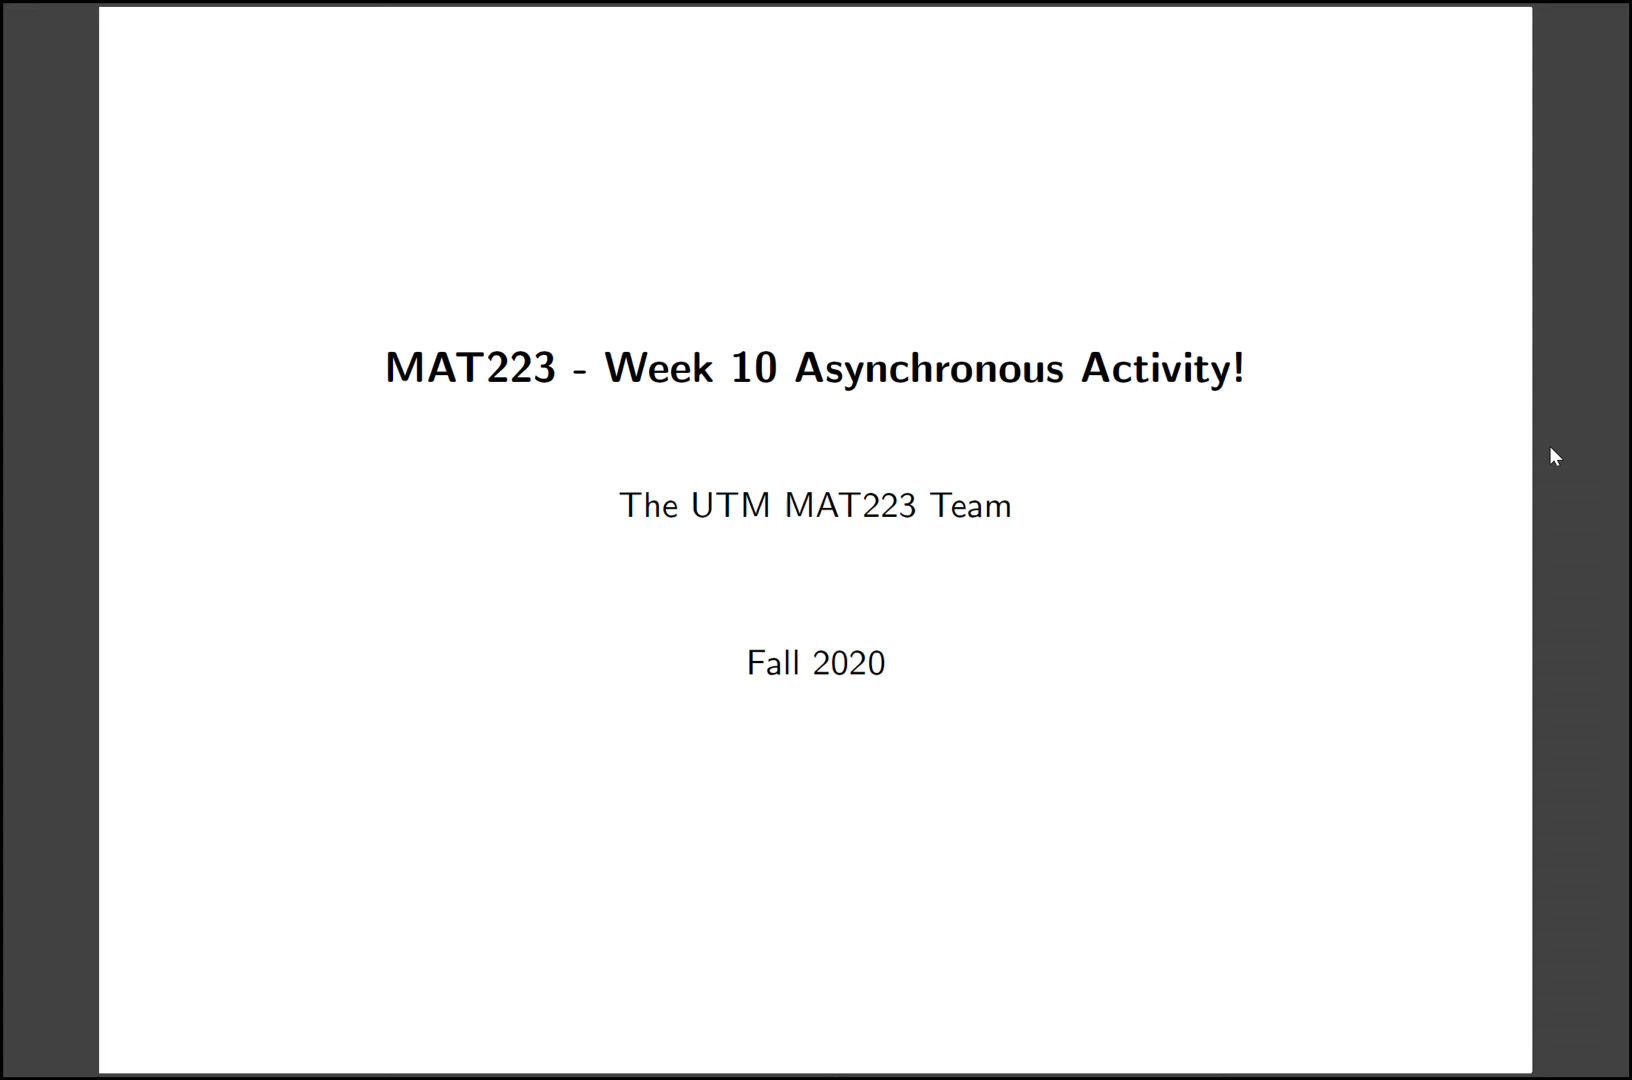 MAT223 - Week 10 Asynchronous Activity!
The UTM MAT223 Team
Fall 2020